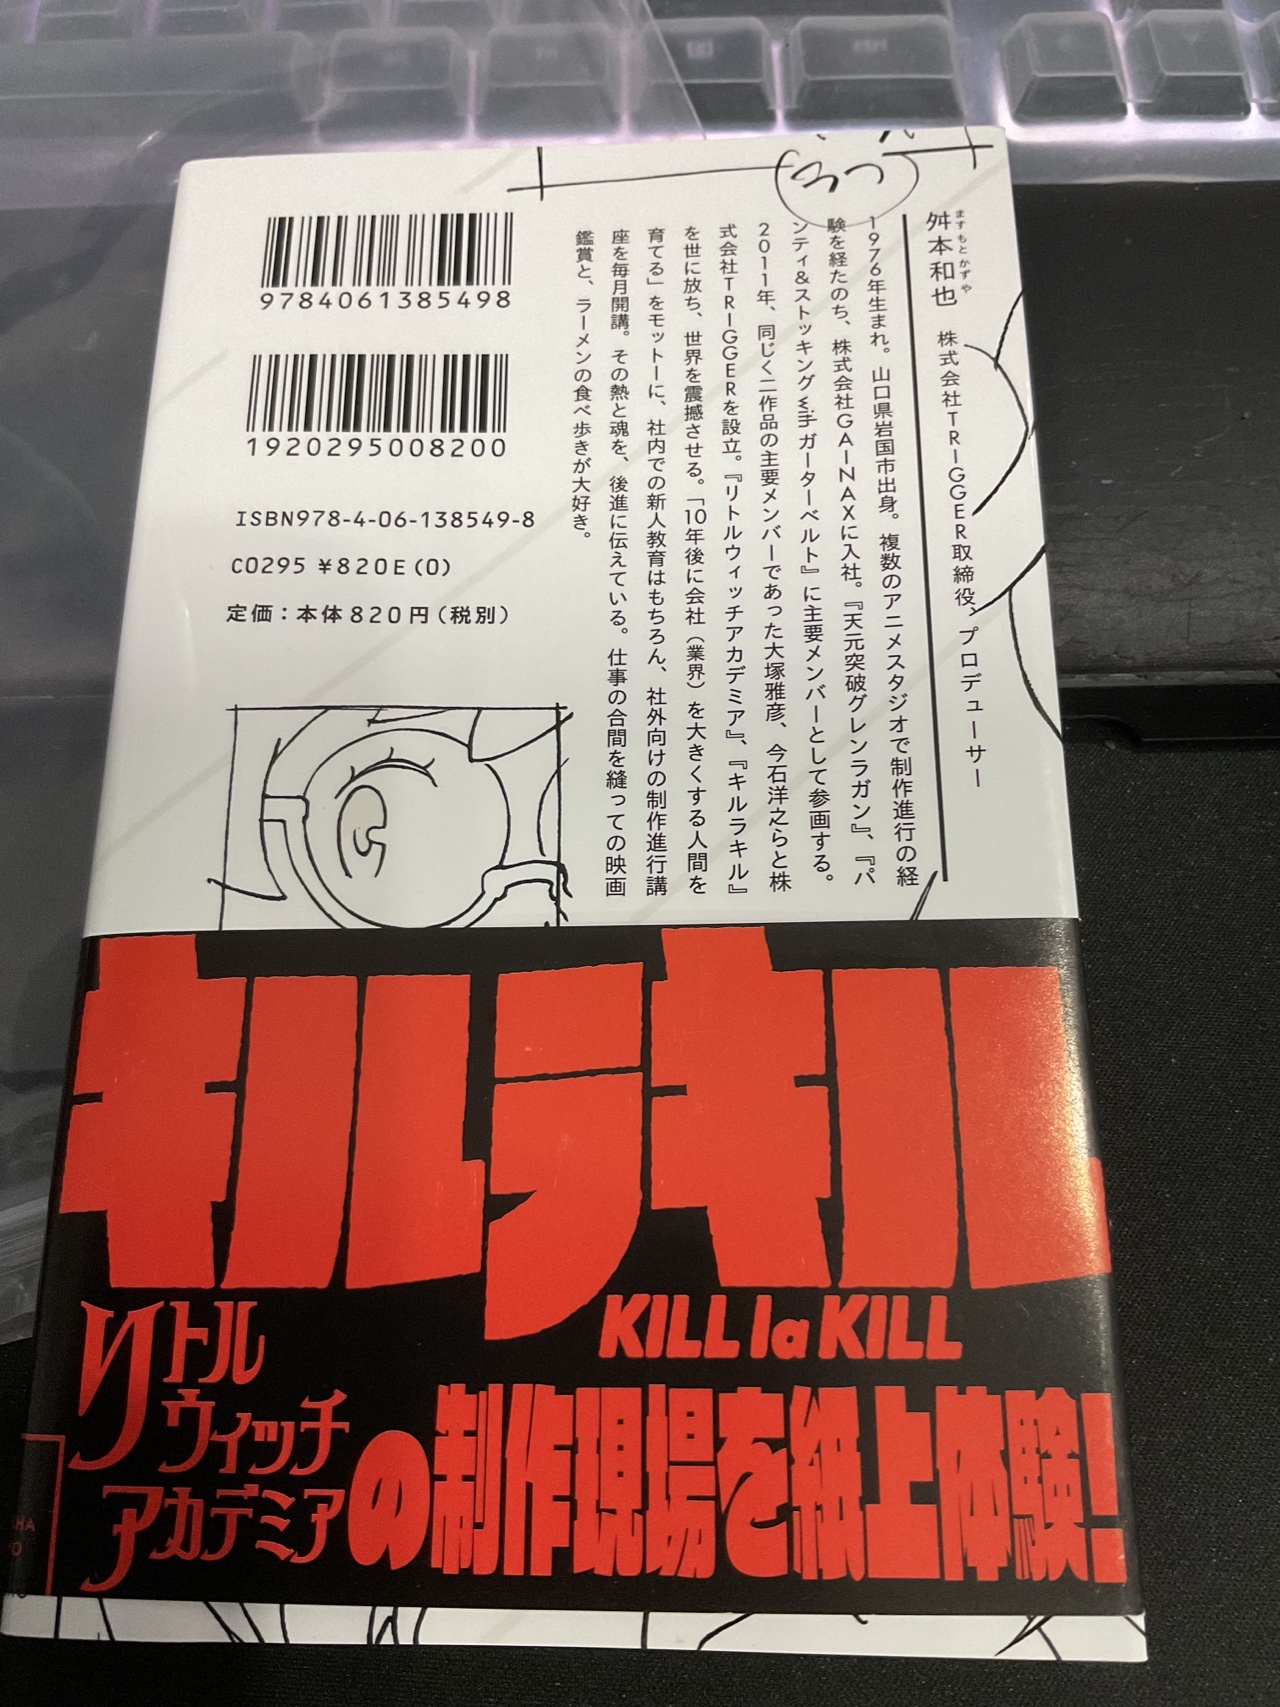 舛本和也 株式会社TRIGGER取締役、プロデューサー
ますもとかずや
1976年生まれ。山口県岩国市出身。複数のアニメスタジオで制作進行の経
験を経たのち、株式会社GAINAXに入社。『天元突破グレンラガン』、『パ
ンティ&ストッキングwithガーターベルト』に主要メンバーとして参画する。
2011年、同じく二作品の主要メンバーであった大塚雅彦、今石洋之らと株
式会社TRIGGERを設立。『リトルウィッチアカデミア』、『キルラキル』
を世に放ち、世界を震撼させる。「10年後に会社（業界）を大きくする人間を
育てる」をモットーに、社内での新人教育はもちろん、社外向けの制作進行講
座を毎月開講。その熱と魂を、後進に伝えている。仕事の合間を縫っての映画
鑑賞と、ラーメンの食べ歩きが大好き。
9784061385498
1920295008200
ISBN978-4-06-138549-8
C0295 ¥820E(0)
定価：本体820円（税別）
キルラキル
KILL la KILL
リトル
ウィッチ
アカデミア
の制作現場を紙上体験!